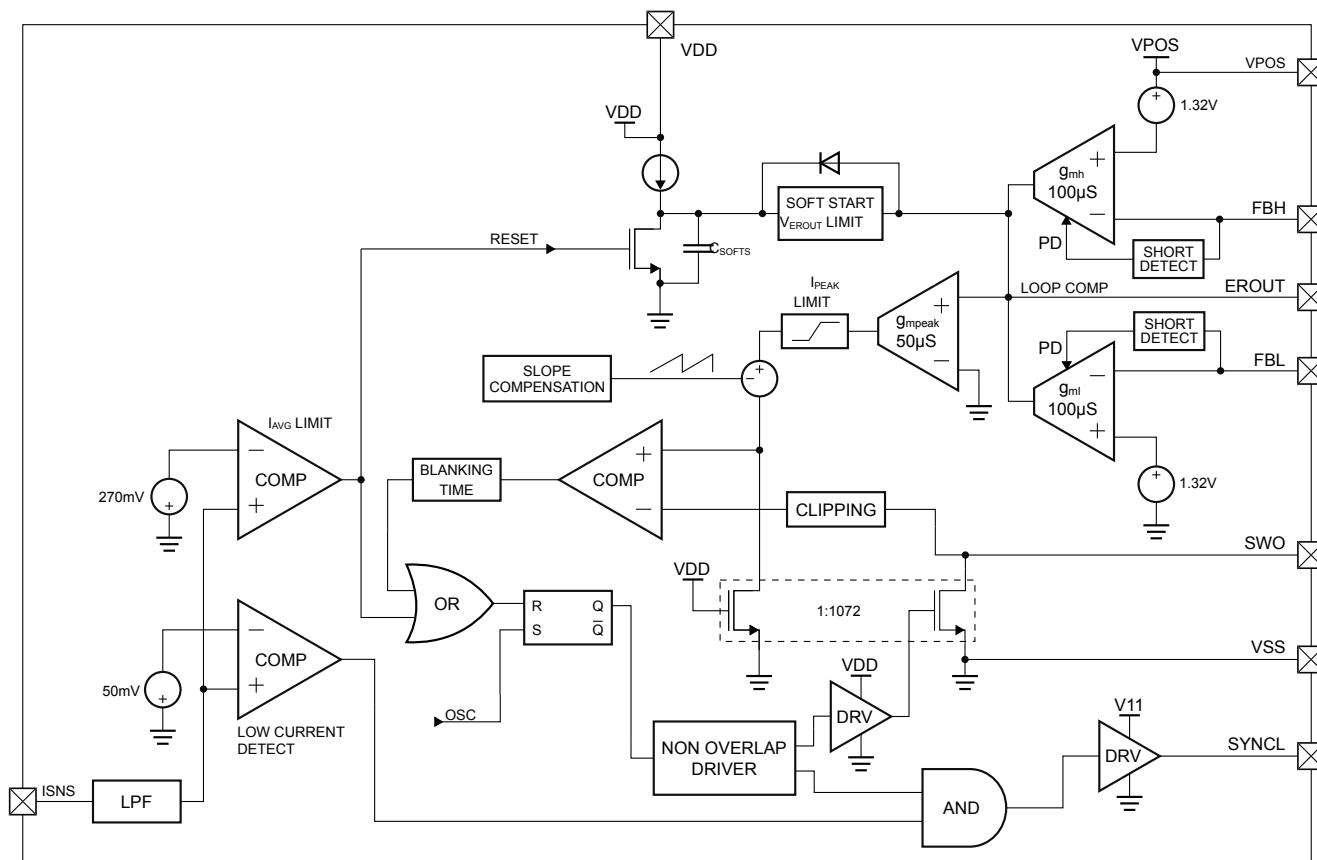 VDD
VPOS
VPOS
+
1.32V
VDD
+
gmh
100µS
−
FBH
SOFT START
VEROUT LIMIT
PD
SHORT
DETECT
RESET
CSOFTS
IPEAK
LIMIT
LOOP COMP
EROUT
+
gmpeak
50µS
−
SHORT
DETECT
PD
FBL
−
gml
100µS
+
SLOPE
COMPENSATION
+
−
IAVG LIMIT
−
COMP
+
270mV
+
BLANKING
TIME
+
COMP
−
CLIPPING
+
1.32V
SWO
VDD
1:1072
OR
R
Q
S
Q
−
COMP
+
50mV
+
VSS
LOW CURRENT
DETECT
OSC
VDD
DRV
NON OVERLAP
DRIVER
V11
DRV
SYNCL
ISNS
LPF
AND